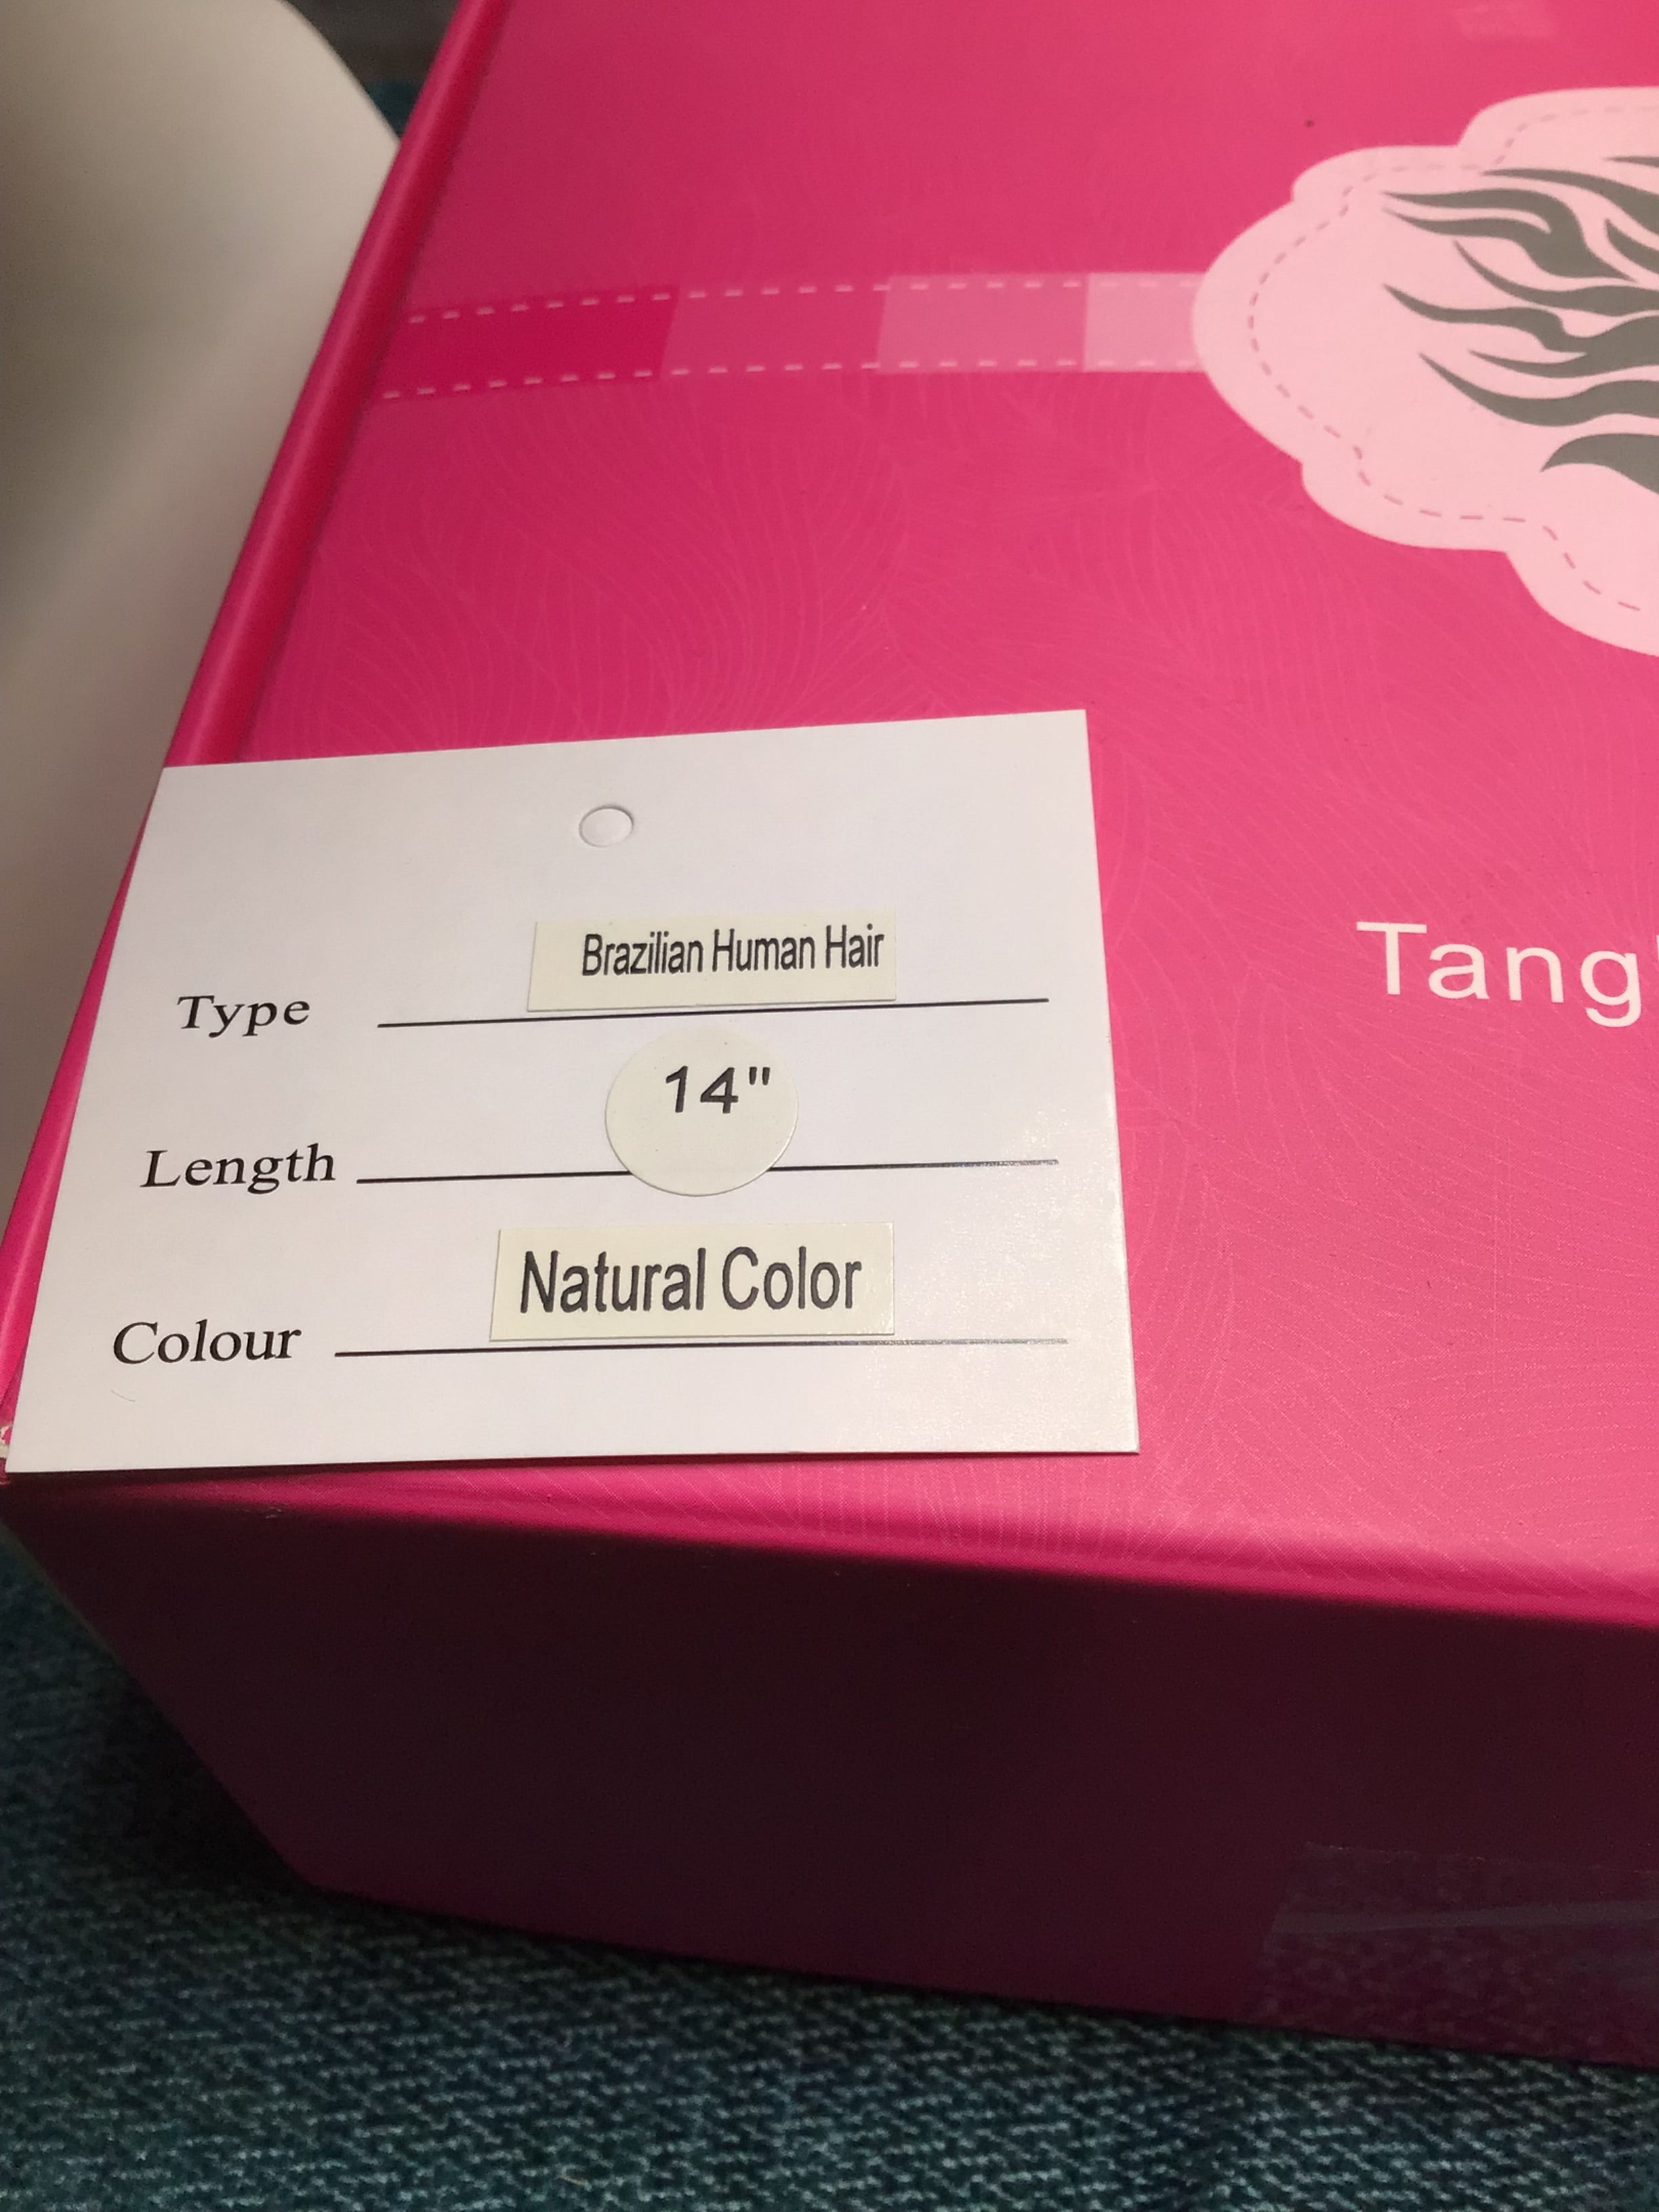 Brazilian Human Hair
Type
14"
Length
Natural Color
Colour